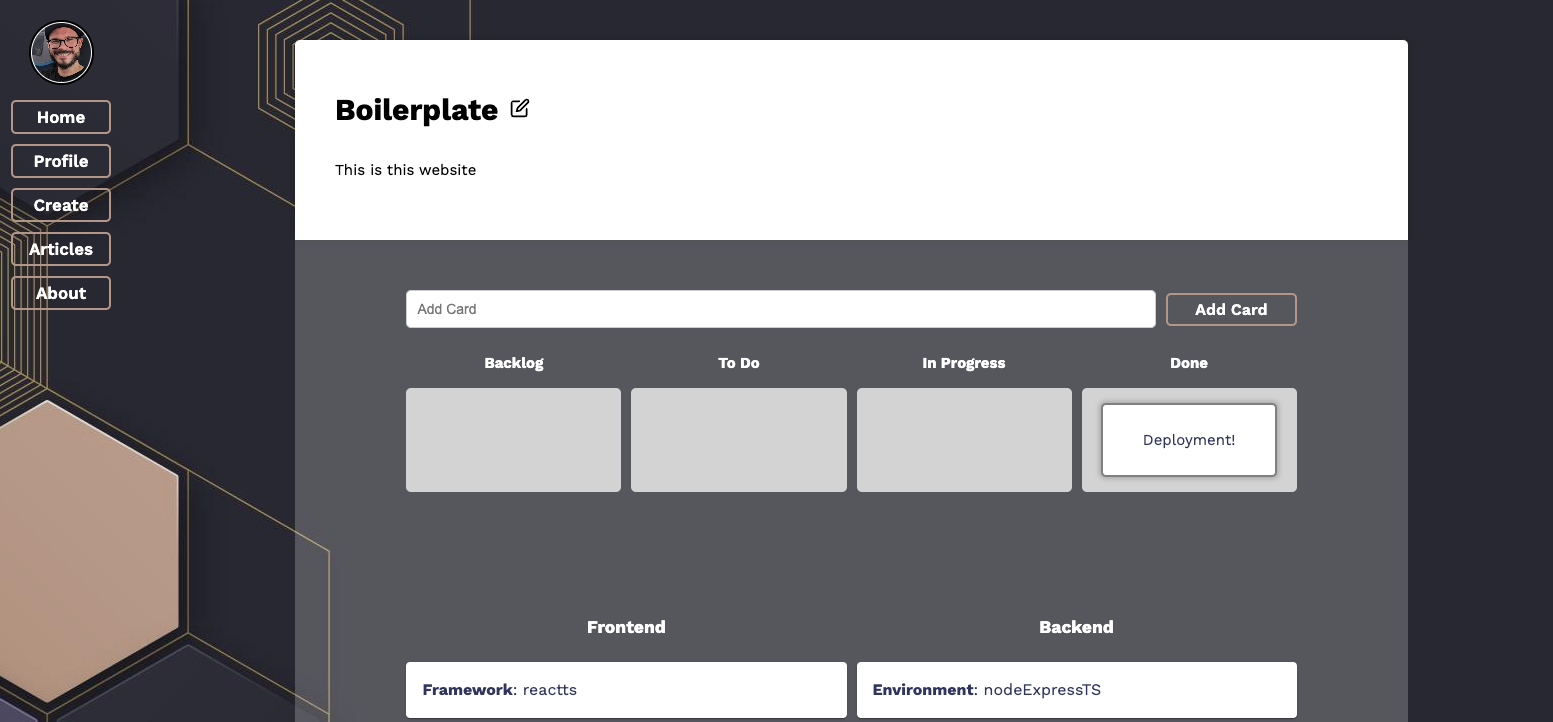 Home
Profile
Create
Articles
About
Boilerplate
This is this website
Add Card
Add Card
Backlog
To Do
In Progress
Done
Deployment!
Frontend
Backend
Framework: reactts
Environment: nodeExpressTS